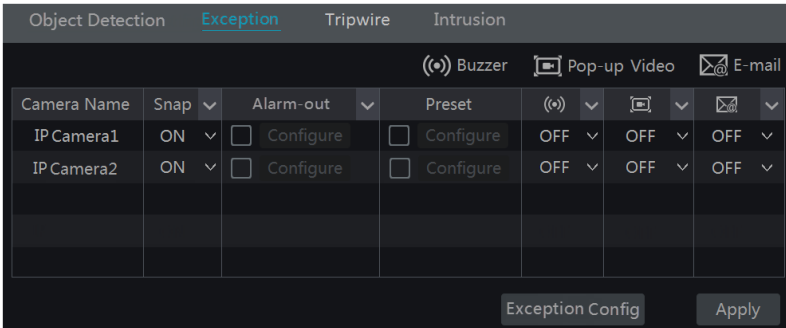 Object Detection Exception Tripwire Intrusion
Buzzer Pop-up Video E-mail
Camera Name Snap Alarm-out Preset
IP Camera1 ON Configure Configure OFF OFF OFF
IP Camera2 ON Configure Configure OFF OFF OFF
Exception Config Apply